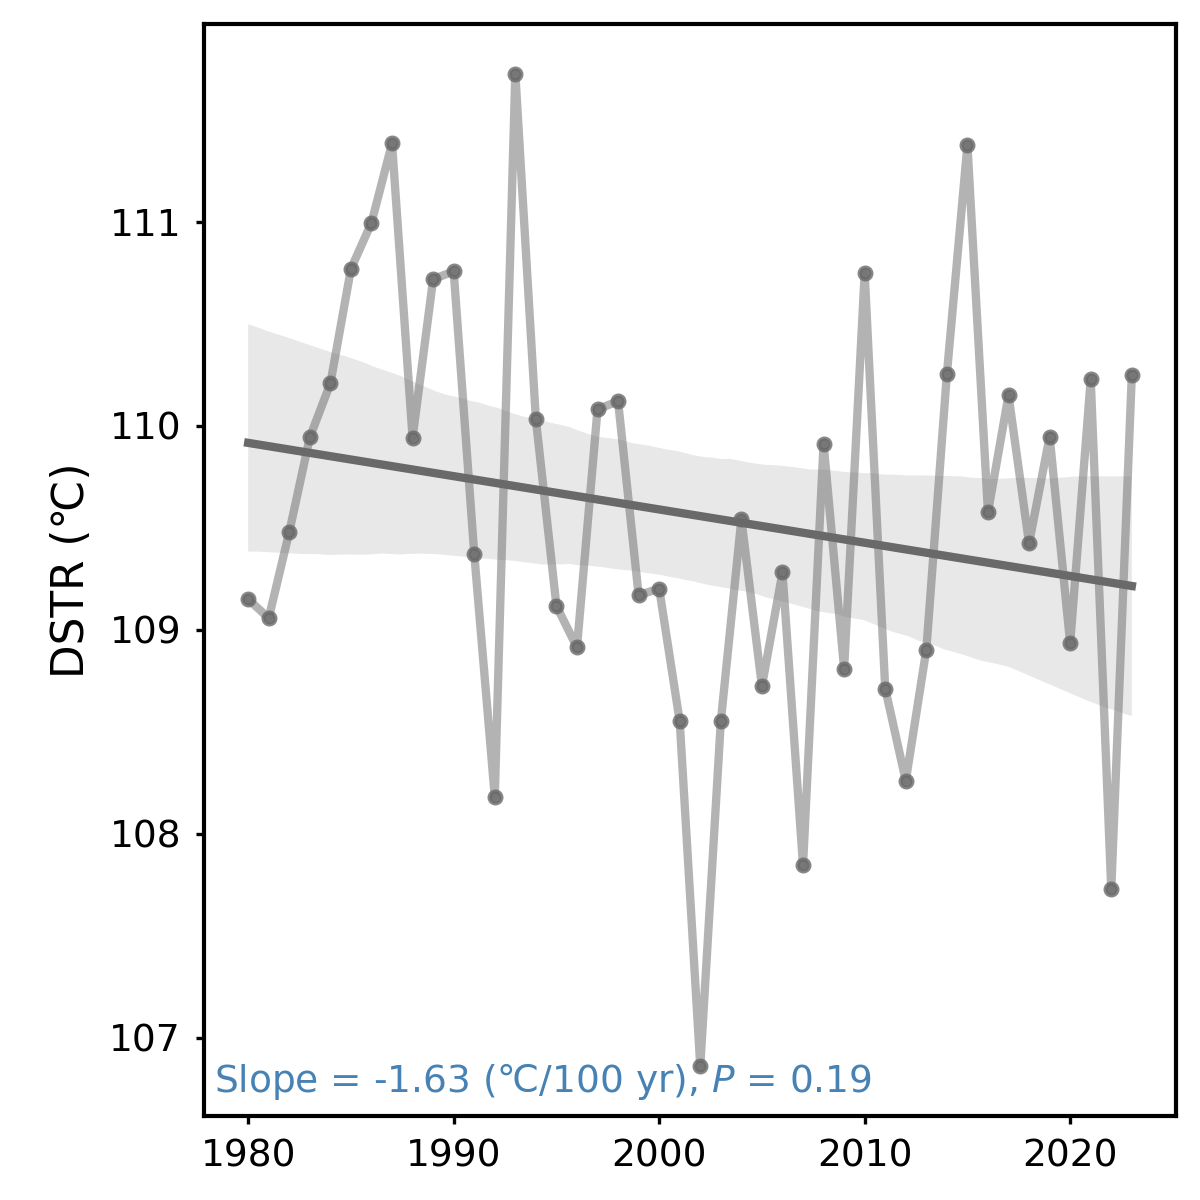 DSTR (℃)
111
110
109
108
107
Slope = -1.63 (℃/100 yr), P = 0.19
1980 1990 2000 2010 2020